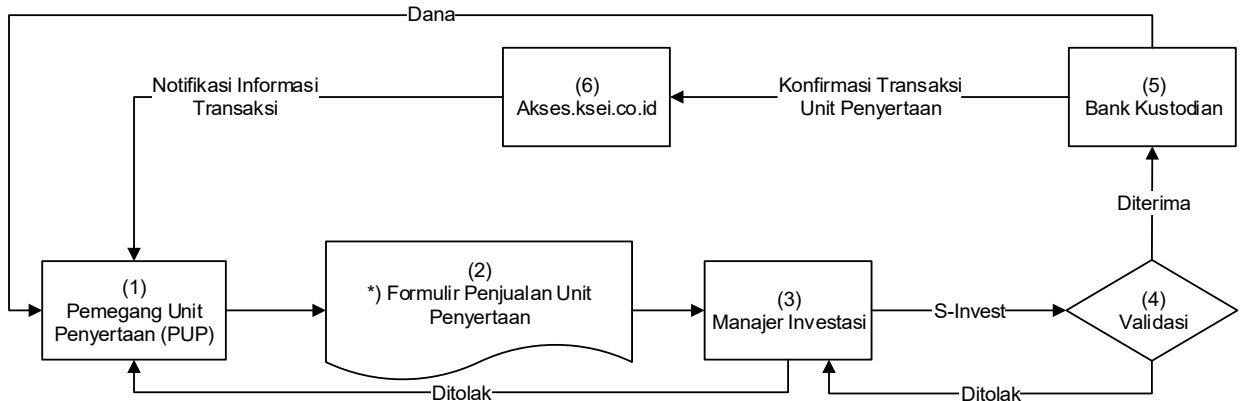 Dana
Notifikasi Informasi
Transaksi
(6)
Akses.ksei.co.id
Konfirmasi Transaksi
Unit Penyertaan
(5)
Bank Kustodian
Diterima
(1)
Pemegang Unit
Penyertaan (PUP)
(2)
*) Formulir Penjualan Unit
Penyertaan
(3)
Manajer Investasi
S-Invest
(4)
Validasi
Ditolak
Ditolak